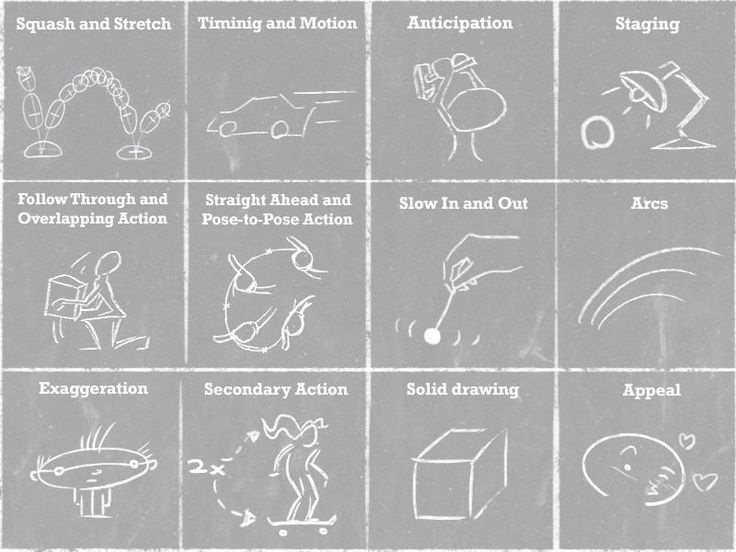 Squash and Stretch
Timinig and Motion
Anticipation
Staging
Follow Through and
Overlapping Action
Straight Ahead and
Pose-to-Pose Action
Slow In and Out
Arcs
Exaggeration
Secondary Action
Solid drawing
Appeal
2x